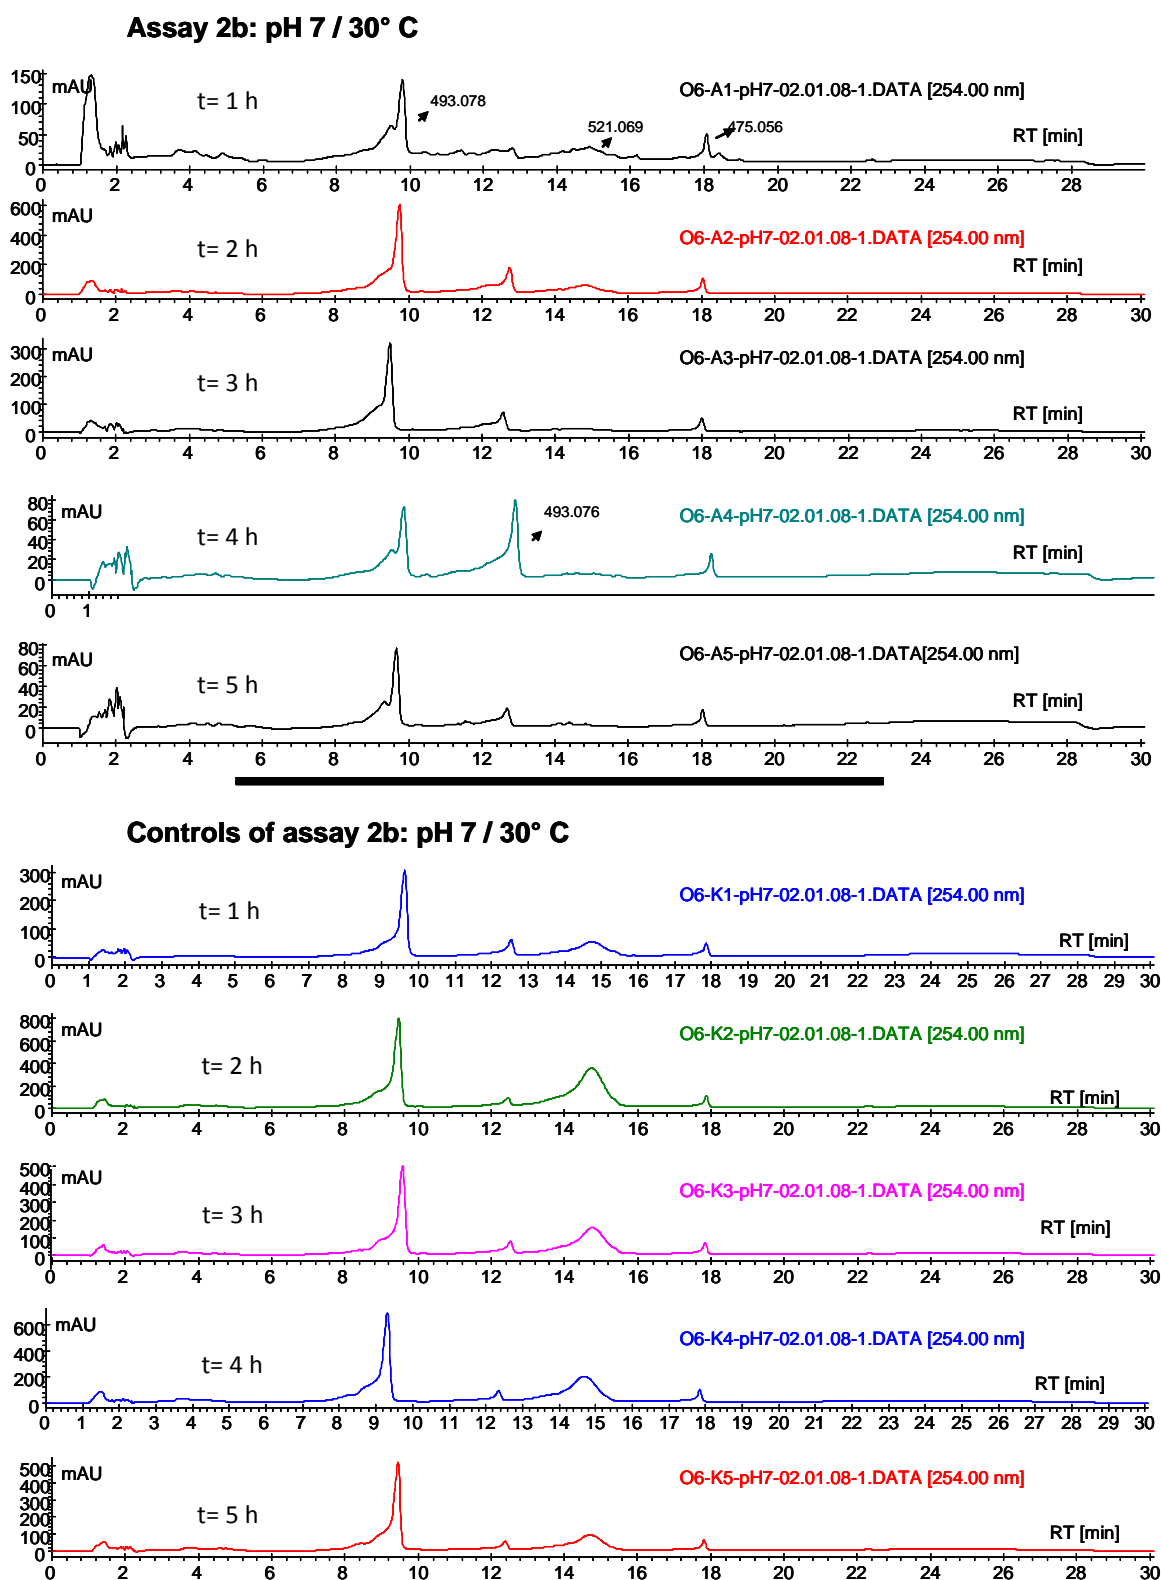 Assay 2b: pH 7 / 30° C
150 mAU t= 1 h 493.078 521.069 475.056 O6-A1-pH7-02.01.08-1.DATA [254.00 nm]
100
50
0 RT [min]
0 2 4 6 8 10 12 14 16 18 20 22 24 26 28
600 mAU t= 2 h O6-A2-pH7-02.01.08-1.DATA [254.00 nm]
400
200
0 RT [min]
0 2 4 6 8 10 12 14 16 18 20 22 24 26 28 30
300 mAU t= 3 h O6-A3-pH7-02.01.08-1.DATA [254.00 nm]
200
100
0 RT [min]
0 2 4 6 8 10 12 14 16 18 20 22 24 26 28 30
80 mAU t= 4 h 493.076 O6-A4-pH7-02.01.08-1.DATA [254.00 nm]
60
40
20
0 RT [min]
0 1
80 mAU t= 5 h O6-A5-pH7-02.01.08-1.DATA[254.00 nm]
60
40
20
0 RT [min]
0 2 4 6 8 10 12 14 16 18 20 22 24 26 28 30
Controls of assay 2b: pH 7 / 30° C
300 mAU t= 1 h O6-K1-pH7-02.01.08-1.DATA [254.00 nm]
200
100
0 RT [min]
0 1 2 3 4 5 6 7 8 9 10 11 12 13 14 15 16 17 18 19 20 21 22 23 24 25 26 27 28 29 30
800 mAU t= 2 h O6-K2-pH7-02.01.08-1.DATA [254.00 nm]
600
400
200
0 RT [min]
0 2 4 6 8 10 12 14 16 18 20 22 24 26 28 30
500 mAU t= 3 h O6-K3-pH7-02.01.08-1.DATA [254.00 nm]
400
300
200
100
0 RT [min]
0 2 4 6 8 10 12 14 16 18 20 22 24 26 28 30
600 mAU t= 4 h O6-K4-pH7-02.01.08-1.DATA [254.00 nm]
400
200
0 RT [min]
0 1 2 3 4 5 6 7 8 9 10 11 12 13 14 15 16 17 18 19 20 21 22 23 24 25 26 27 28 29 30
500 mAU t= 5 h O6-K5-pH7-02.01.08-1.DATA [254.00 nm]
400
300
200
100
0 RT [min]
0 2 4 6 8 10 12 14 16 18 20 22 24 26 28 30